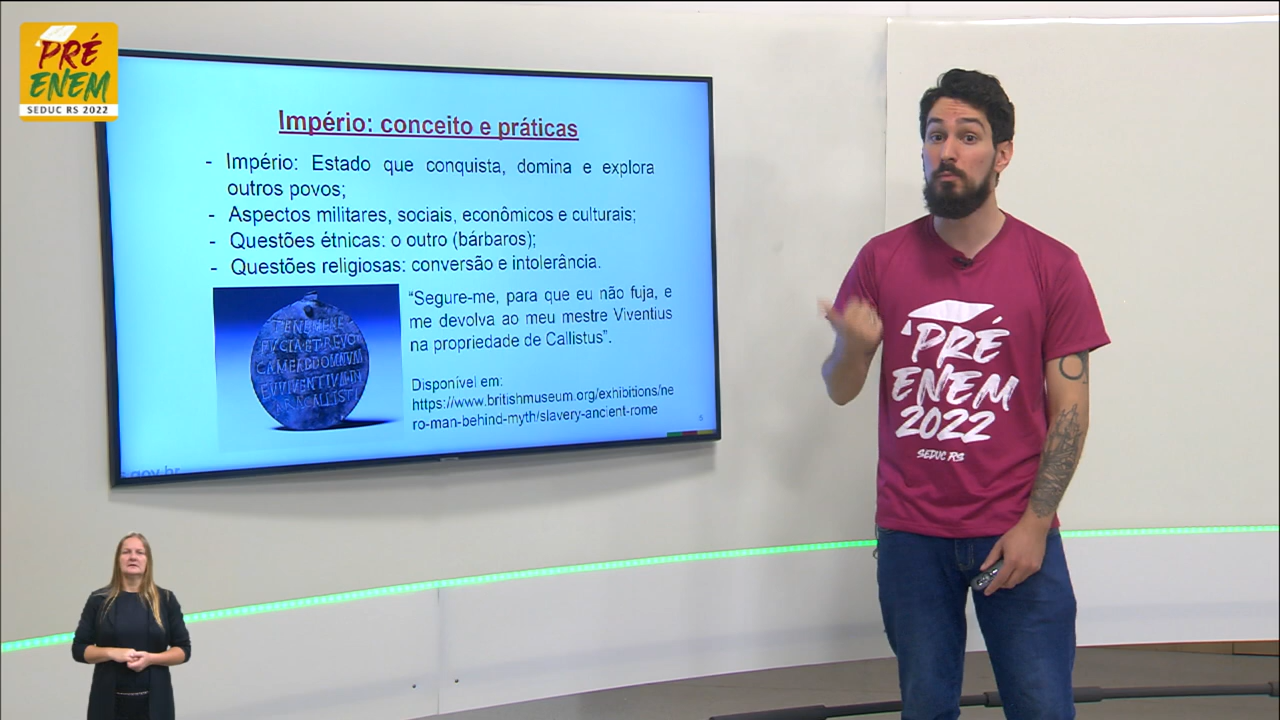 PRÉ
ENEM
SEDUC RS 2022
Império: conceito e práticas
- Império: Estado que conquista, domina e explora
outros povos;
- Aspectos militares, sociais, econômicos e culturais;
- Questões étnicas: o outro (bárbaros);
- Questões religiosas: conversão e intolerância.
“Segure-me, para que eu não fuja, e
me devolva ao meu mestre Viventius
na propriedade de Callistus”.
Disponível em:
https://www.britishmuseum.org/exhibitions/ne
ro-man-behind-myth/slavery-ancient-rome
5
PRÉ
ENEM
2022
SEDUC RS